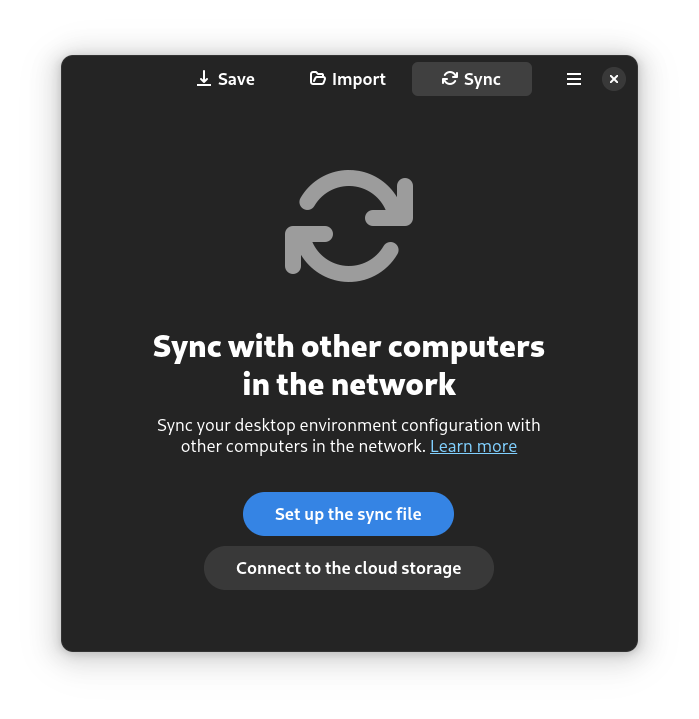 Save Import Sync
Sync with other computers
in the network
Sync your desktop environment configuration with
other computers in the network. Learn more
Set up the sync file
Connect to the cloud storage